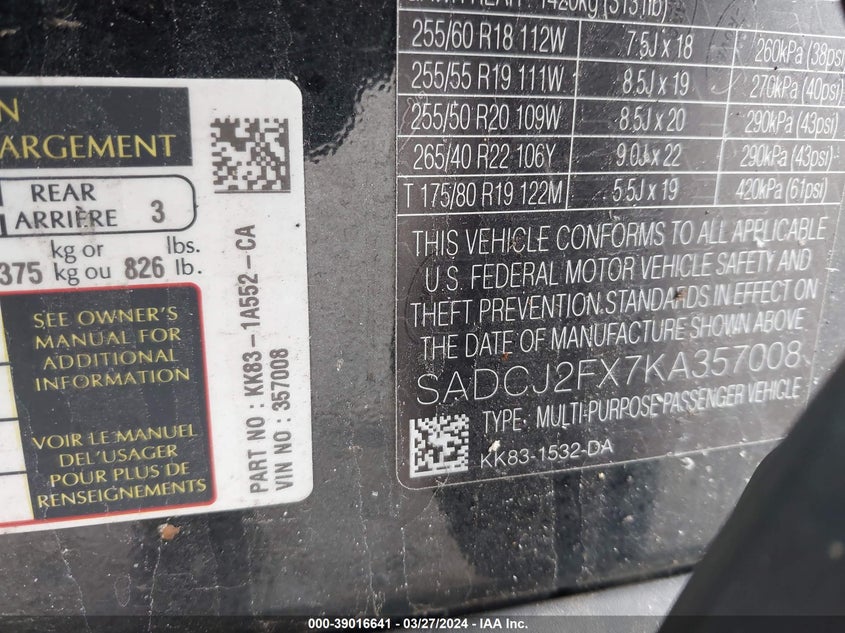 N
ARGEMENT
REAR
ARRIÈRE 3
kg or lbs.
375 kg ou 826 lb.
SEE OWNER'S
MANUAL FOR
ADDITIONAL
INFORMATION
VOIR LE MANUEL
DEL'USAGER
POUR PLUS DE
RENSEIGNEMENTS
PART NO : KK83-1A552-CA
VIN NO : 357008
1420kg
255/60 R18 112W 7.5J x 18 260kPa (38psi
255/55 R19 111W 8.5J x 19 270kPa (40psi)
255/50 R20 109W 8.5J x 20 290kPa (43psi)
265/40 R22 106Y 9.0J x 22 290kPa (43psi)
T 175/80 R19 122M 5.5J x 19 420kPa (61psi)
THIS VEHICLE CONFORMS TO ALL APPLICABLE
U.S. FEDERAL MOTOR VEHICLE SAFETY AND
THEFT PREVENTION STANDARDS IN EFFECT ON
THE DATE OF MANUFACTURE SHOWN ABOVE
SADCJ2FX7KA357008
TYPE: MULTI-PURPOSE PASSENGER VEHICLE
KK83-1532-DA
000-39016641 — 03/27/2024 — IAA Inc.